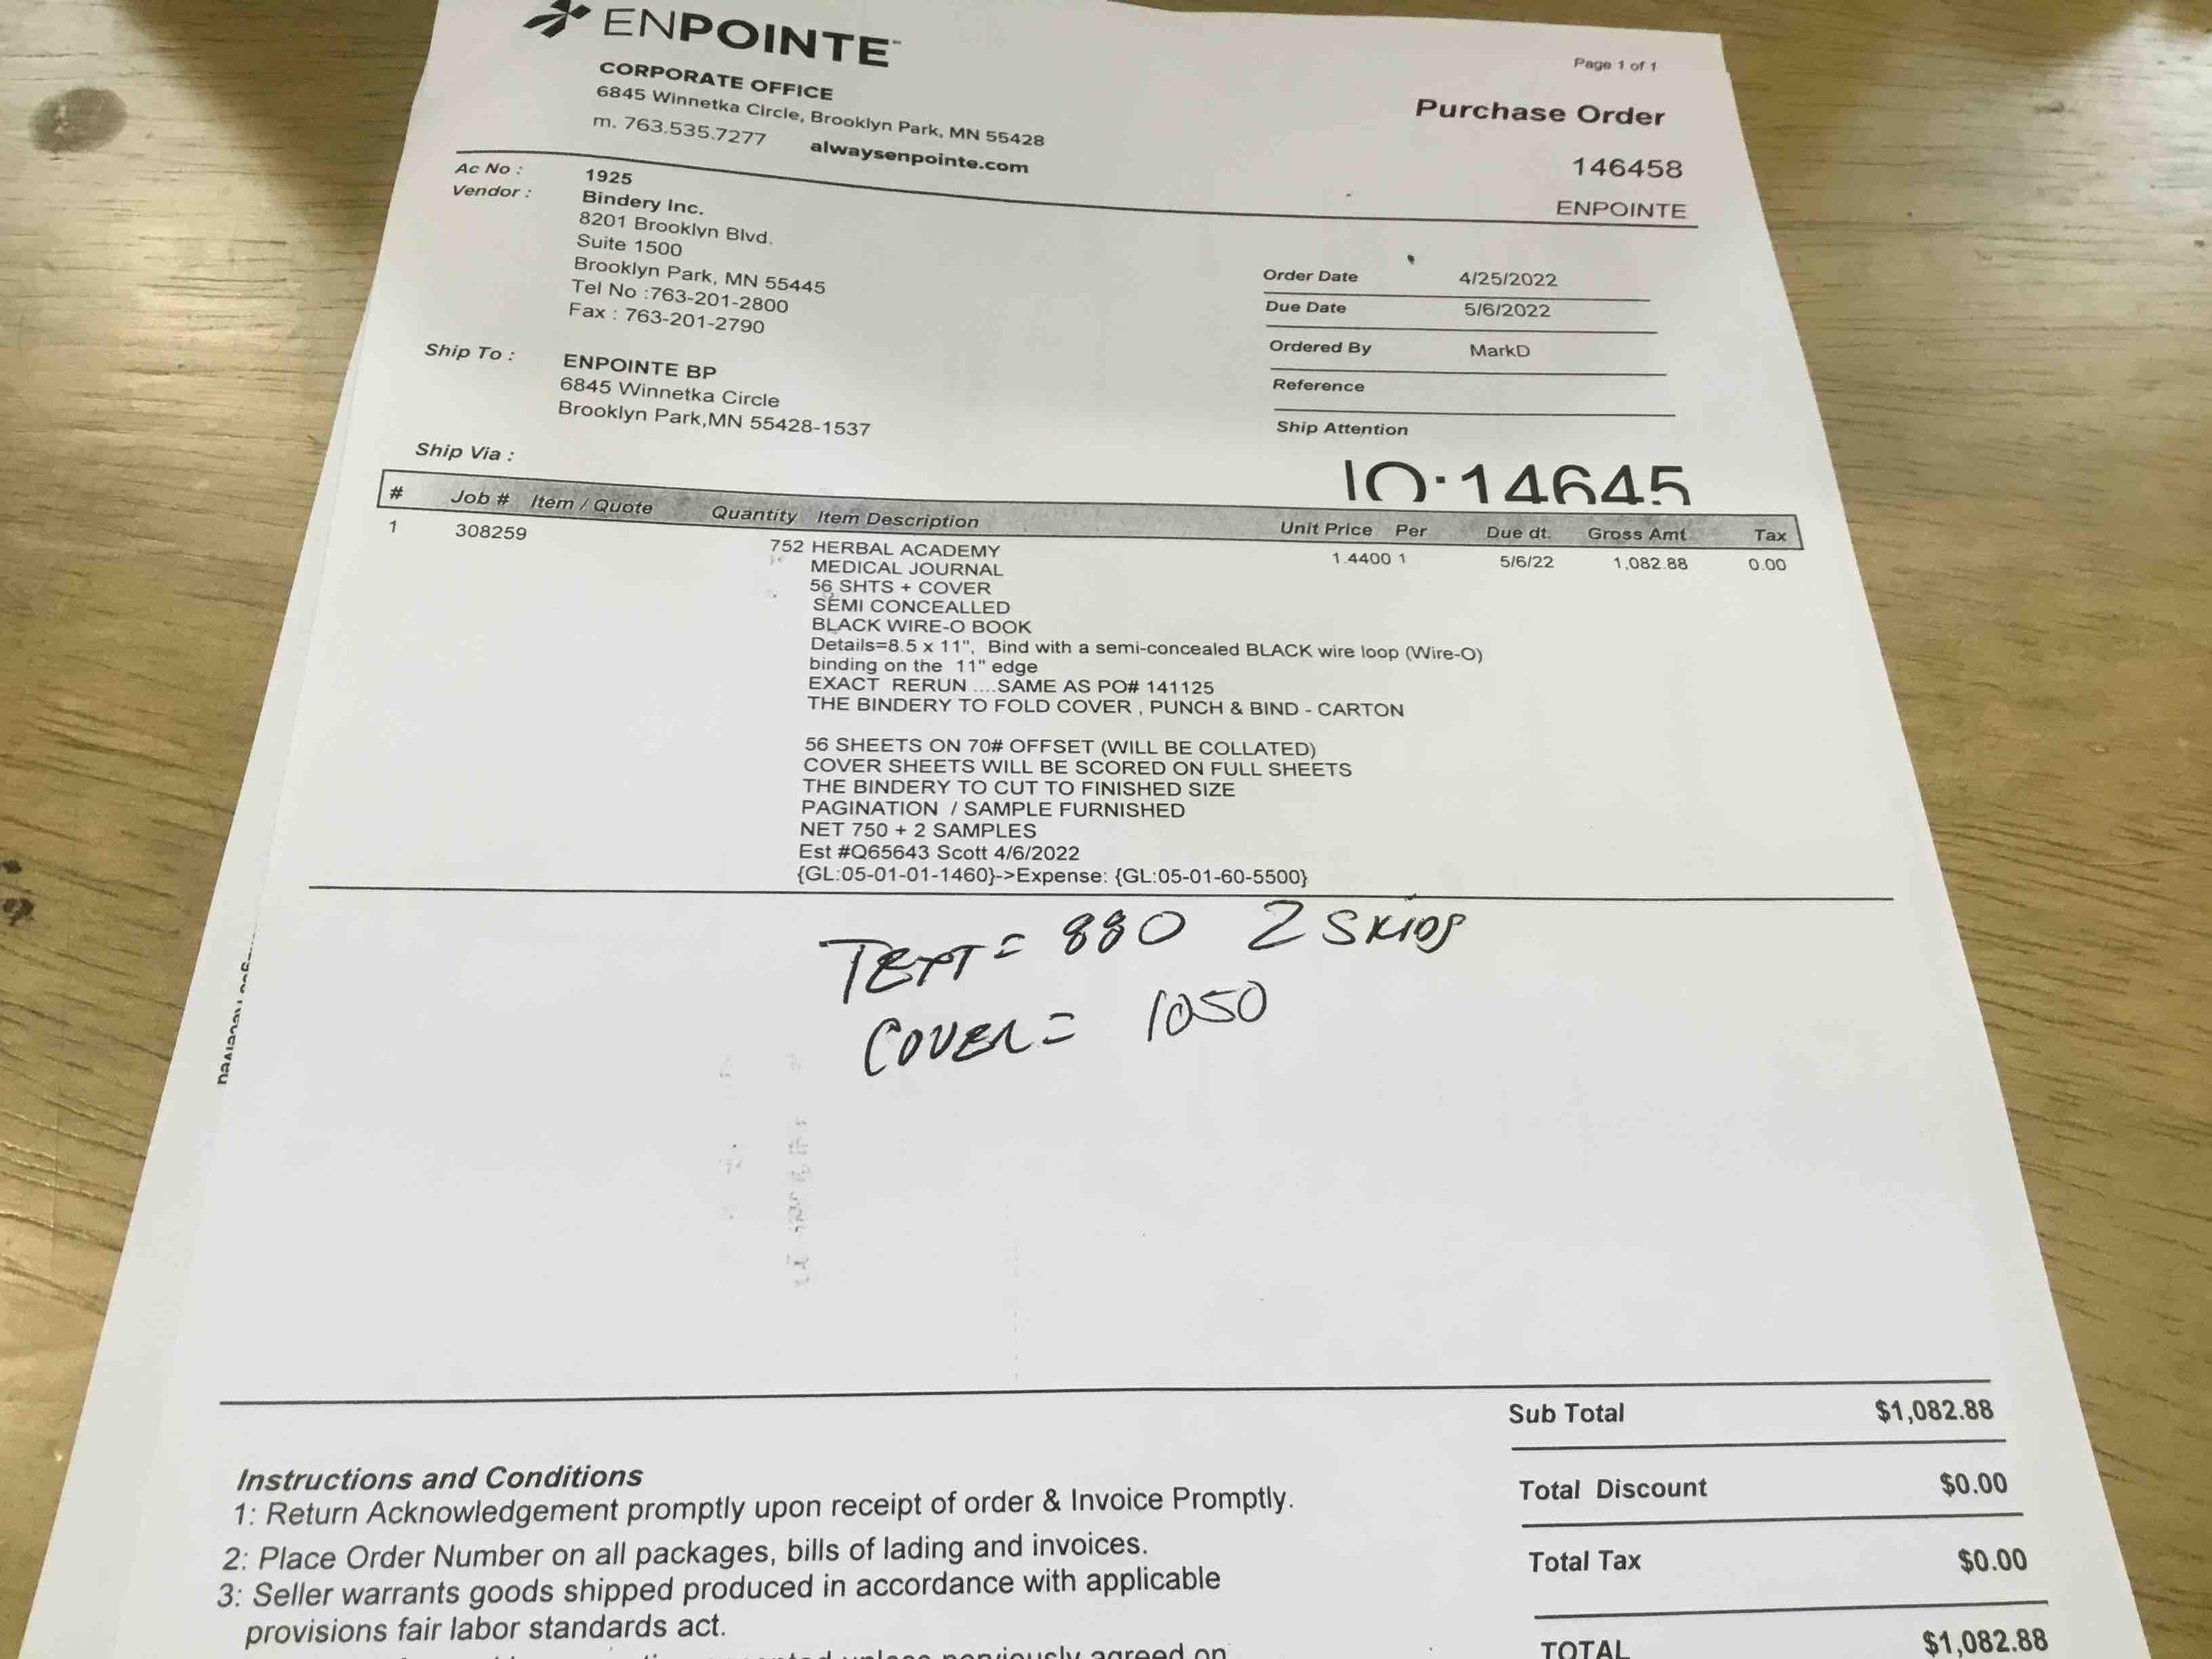 ENPOINTE
CORPORATE OFFICE
6845 Winnetka Circle, Brooklyn Park, MN 55428
m. 763.535.7277 alwaysenpointe.com
Page 1 of 1
Purchase Order
146458
ENPOINTE
Ac No : 1925
Vendor : Bindery Inc.
8201 Brooklyn Blvd.
Suite 1500
Brooklyn Park, MN 55445
Tel No :763-201-2800
Fax : 763-201-2790
Ship To : ENPOINTE BP
6845 Winnetka Circle
Brooklyn Park,MN 55428-1537
Ship Via :
Order Date 4/25/2022
Due Date 5/6/2022
Ordered By MarkD
Reference
Ship Attention
14645
# Job # Item / Quote Quantity Item Description Unit Price Per Due dt. Gross Amt Tax
1 308259 752 HERBAL ACADEMY 1.4400 1 5/6/22 1,082.88 0.00
MEDICAL JOURNAL
56 SHTS + COVER
SEMI CONCEALLED
BLACK WIRE-O BOOK
Details=8.5 x 11", Bind with a semi-concealed BLACK wire loop (Wire-O)
binding on the 11" edge
EXACT RERUN ....SAME AS PO# 141125
THE BINDERY TO FOLD COVER , PUNCH & BIND - CARTON
56 SHEETS ON 70# OFFSET (WILL BE COLLATED)
COVER SHEETS WILL BE SCORED ON FULL SHEETS
THE BINDERY TO CUT TO FINISHED SIZE
PAGINATION / SAMPLE FURNISHED
NET 750 + 2 SAMPLES
Est #Q65643 Scott 4/6/2022
{GL:05-01-01-1460}->Expense: {GL:05-01-60-5500}
TEXT = 880 2 SKIDS
COVER = 1050
Sub Total $1,082.88
Total Discount $0.00
Total Tax $0.00
TOTAL $1,082.88
Instructions and Conditions
1: Return Acknowledgement promptly upon receipt of order & Invoice Promptly.
2: Place Order Number on all packages, bills of lading and invoices.
3: Seller warrants goods shipped produced in accordance with applicable
provisions fair labor standards act.
unless perviously agreed on